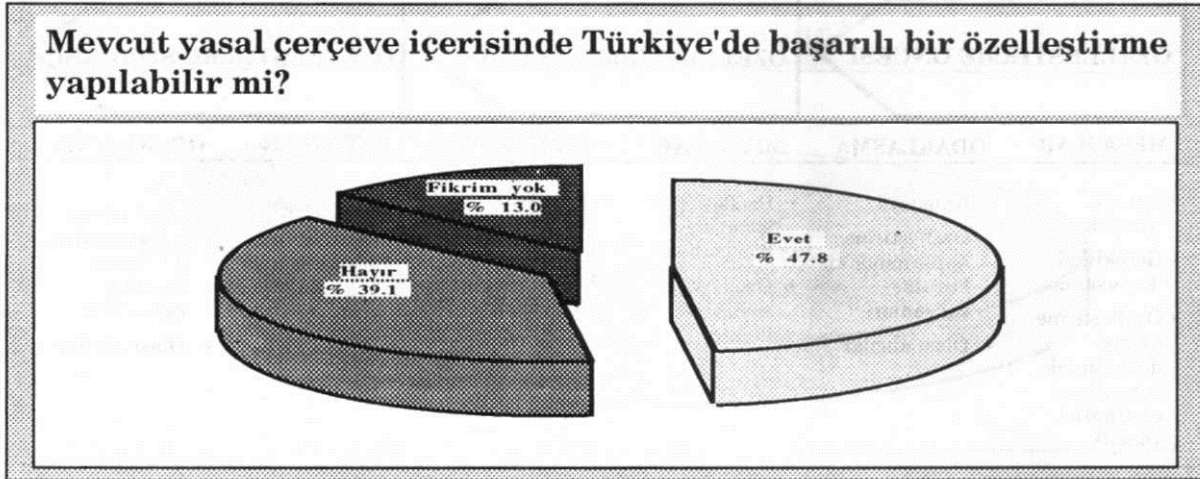 Mevcut yasal çerçeve içerisinde Türkiye'de başarılı bir özelleştirme
yapılabilir mi?
Fikrim yok
% 13.0
Evet
% 47.8
Hayır
% 39.1